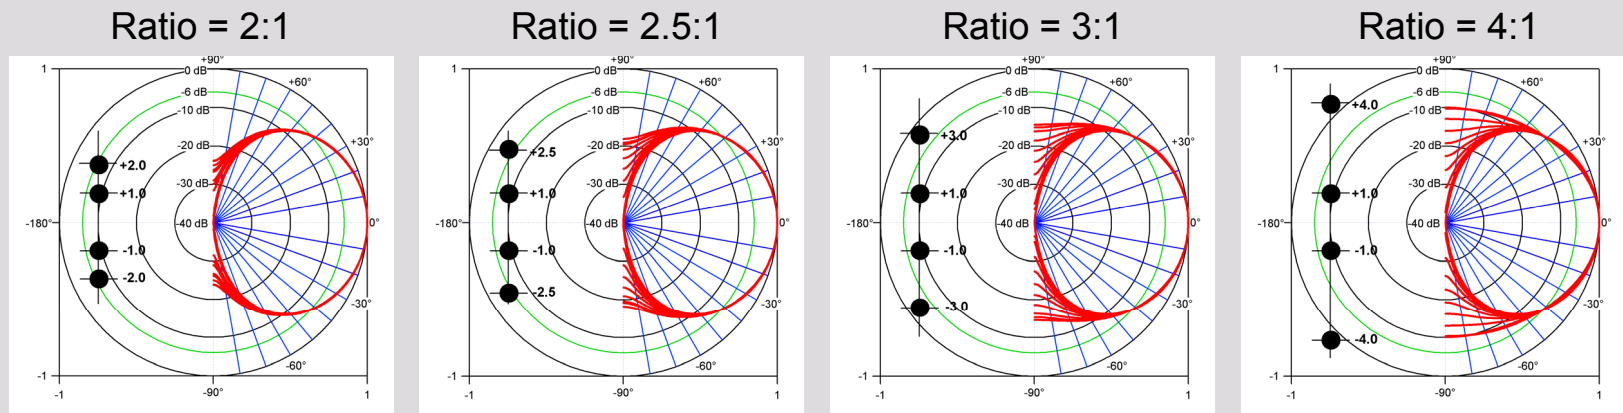 Ratio = 2:1
+90°
1
0 dB
-6 dB
+60°
-10 dB
-20 dB
+30°
+2.0
-30 dB
+1.0
-180°
-40 dB
0°
-1.0
-2.0
-30°
-60°
-1
-1
-90°
1
Ratio = 2.5:1
+90°
1
0 dB
-6 dB
+60°
-10 dB
-20 dB
+30°
+2.5
-30 dB
+1.0
-180°
-40 dB
0°
-1.0
-2.5
-30°
-60°
-1
-1
-90°
1
Ratio = 3:1
+90°
1
0 dB
-6 dB
+60°
-10 dB
+3.0
-20 dB
+30°
-30 dB
+1.0
-180°
-40 dB
0°
-1.0
-3.0
-30°
-60°
-1
-1
-90°
1
Ratio = 4:1
+90°
1
0 dB
-6 dB
+60°
+4.0
-10 dB
-20 dB
+30°
-30 dB
+1.0
-180°
-40 dB
0°
-1.0
-30°
-4.0
-60°
-1
-1
-90°
1